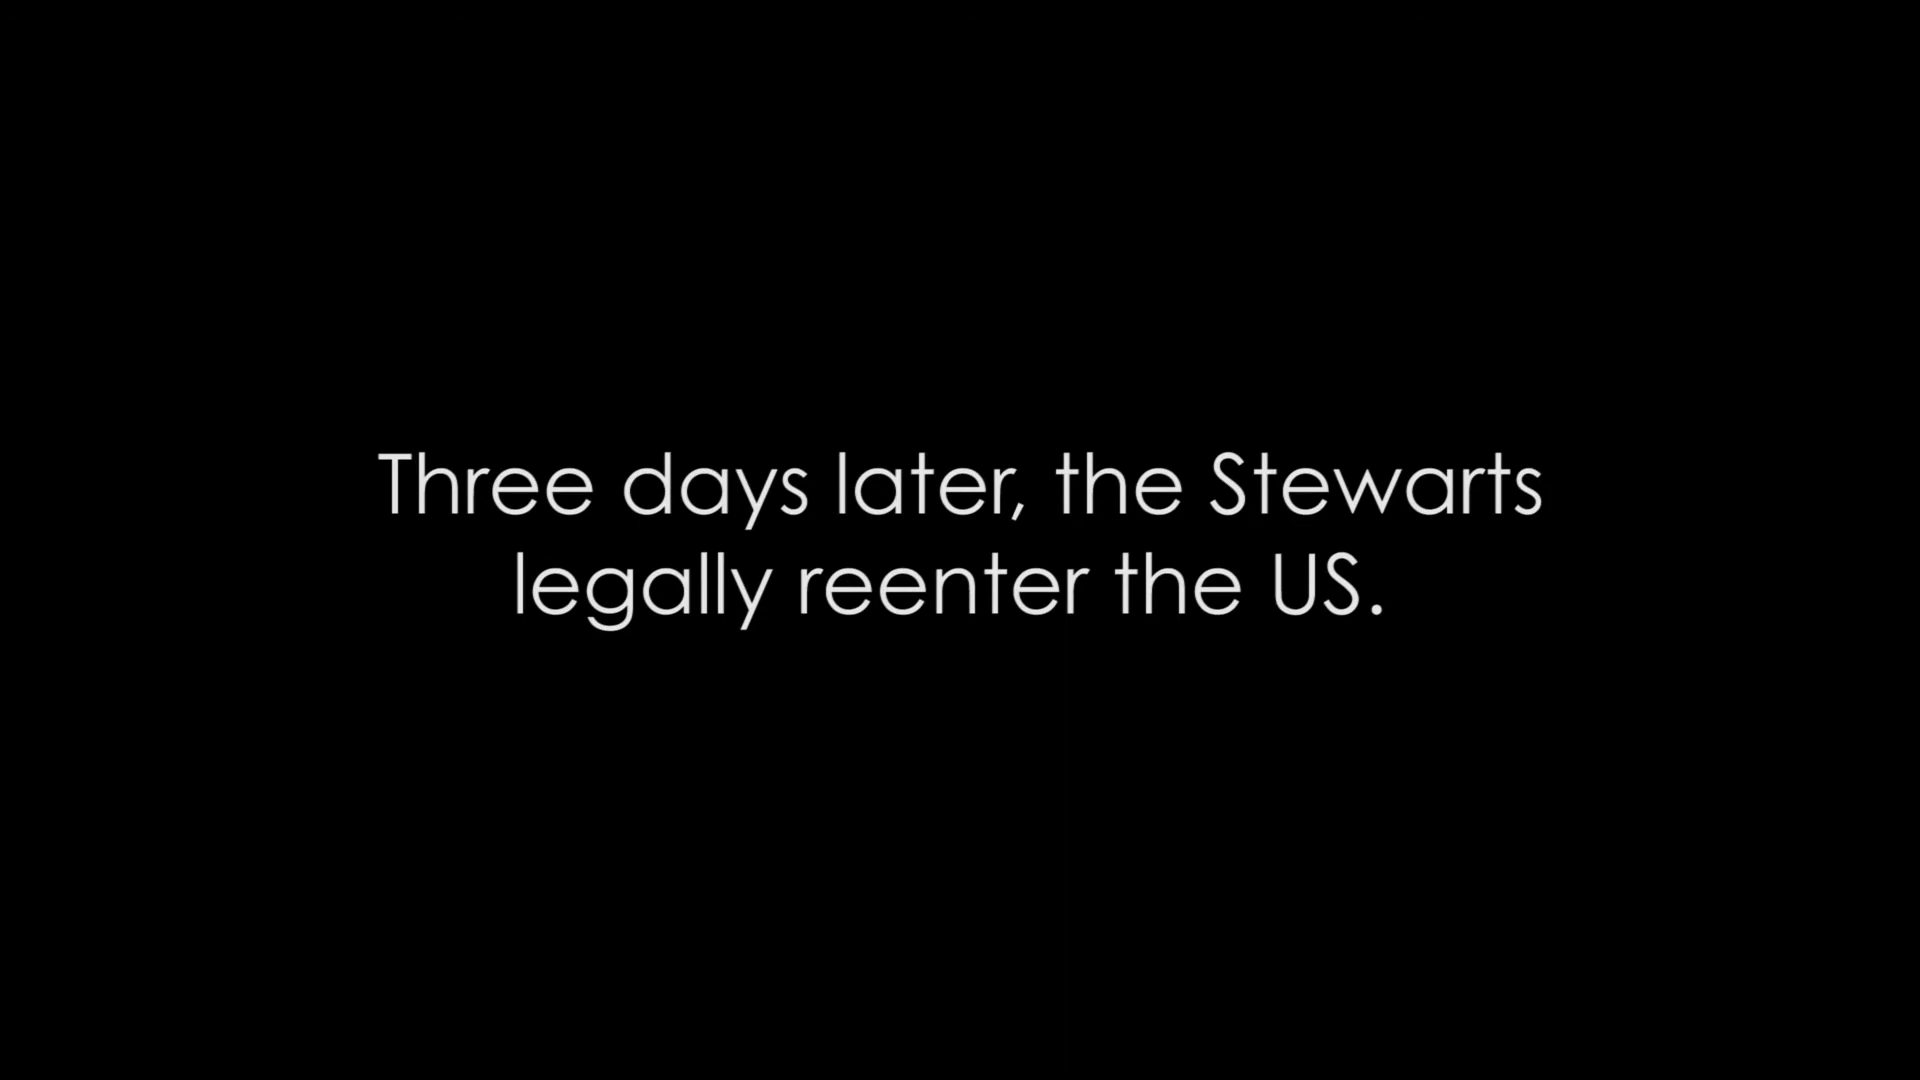 Three days later, the Stewarts
legally reenter the US.